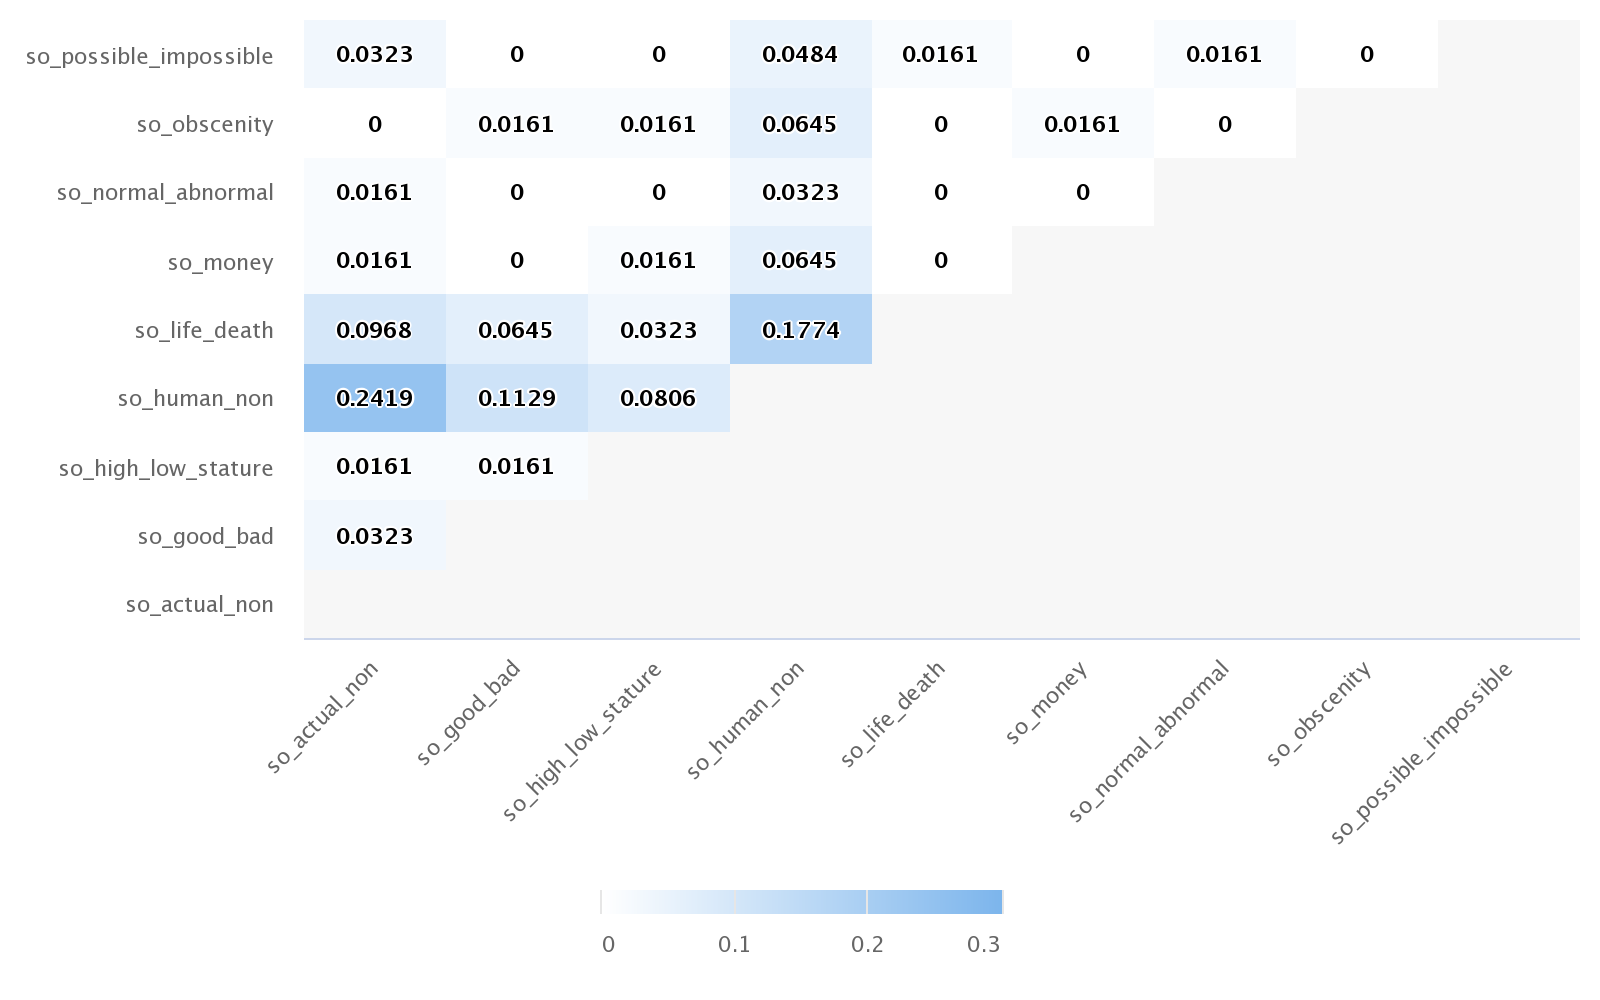 so_possible_impossible 0.0323 0 0 0.0484 0.0161 0 0.0161 0
so_obscenity 0 0.0161 0.0161 0.0645 0 0.0161 0
so_normal_abnormal 0.0161 0 0 0.0323 0 0
so_money 0.0161 0 0.0161 0.0645 0
so_life_death 0.0968 0.0645 0.0323 0.1774
so_human_non 0.2419 0.1129 0.0806
so_high_low_stature 0.0161 0.0161
so_good_bad 0.0323
so_actual_non
so_actual_non
so_good_bad
so_high_low_stature
so_human_non
so_life_death
so_money
so_normal_abnormal
so_obscenity
so_possible_impossible
0 0.1 0.2 0.3